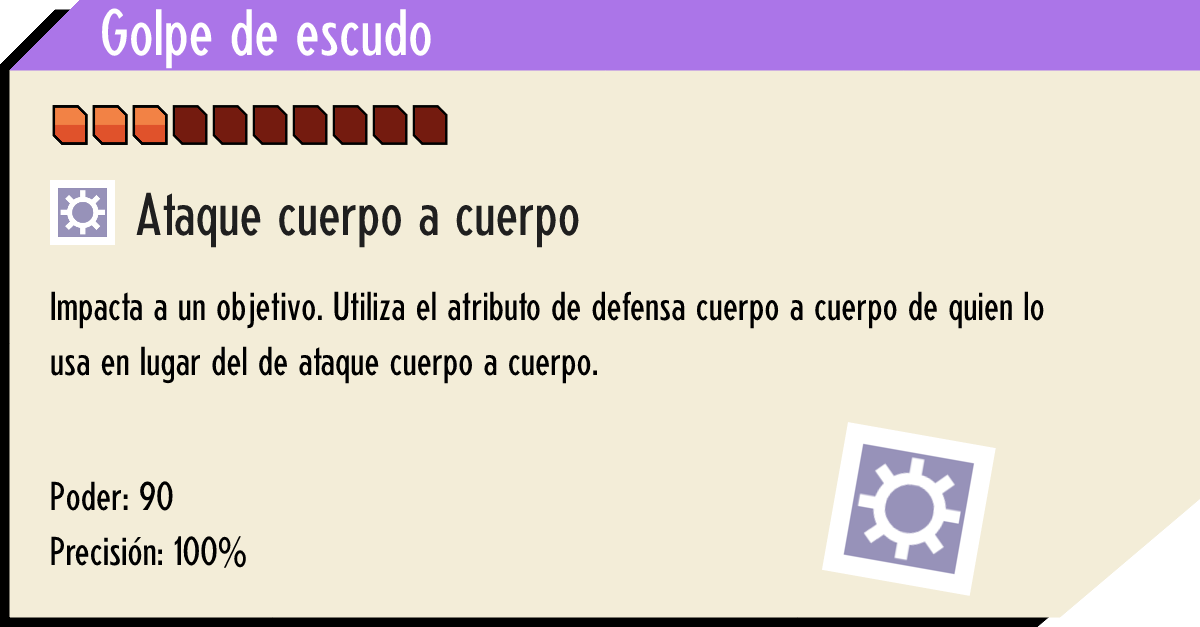 Golpe de escudo
Ataque cuerpo a cuerpo
Impacta a un objetivo. Utiliza el atributo de defensa cuerpo a cuerpo de quien lo
usa en lugar del de ataque cuerpo a cuerpo.
Poder: 90
Precisión: 100%